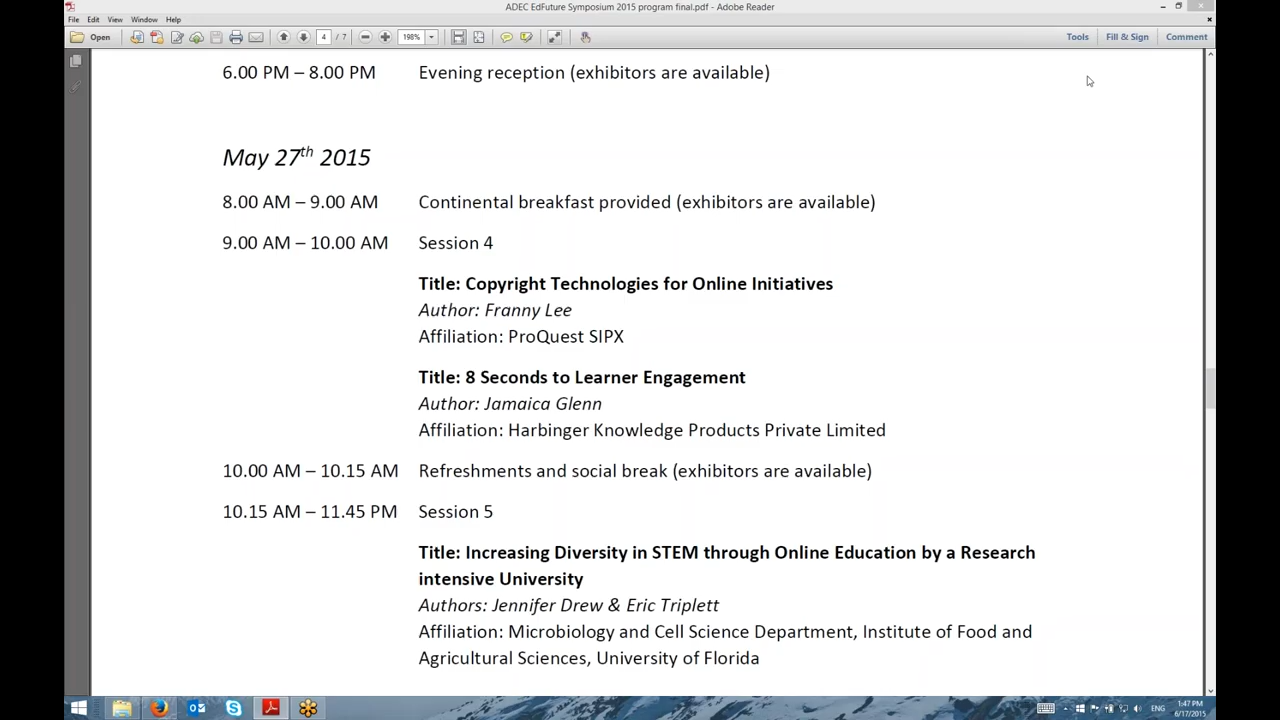 ADEC EdFuture Symposium 2015 program final.pdf - Adobe Reader
File Edit View Window Help
Open 4 / 7 198% Tools Fill & Sign Comment
6.00 PM – 8.00 PM Evening reception (exhibitors are available)
May 27th 2015
8.00 AM – 9.00 AM Continental breakfast provided (exhibitors are available)
9.00 AM – 10.00 AM Session 4
Title: Copyright Technologies for Online Initiatives
Author: Franny Lee
Affiliation: ProQuest SIPX
Title: 8 Seconds to Learner Engagement
Author: Jamaica Glenn
Affiliation: Harbinger Knowledge Products Private Limited
10.00 AM – 10.15 AM Refreshments and social break (exhibitors are available)
10.15 AM – 11.45 PM Session 5
Title: Increasing Diversity in STEM through Online Education by a Research
intensive University
Authors: Jennifer Drew & Eric Triplett
Affiliation: Microbiology and Cell Science Department, Institute of Food and
Agricultural Sciences, University of Florida
ENG 1:47 PM
6/17/2015